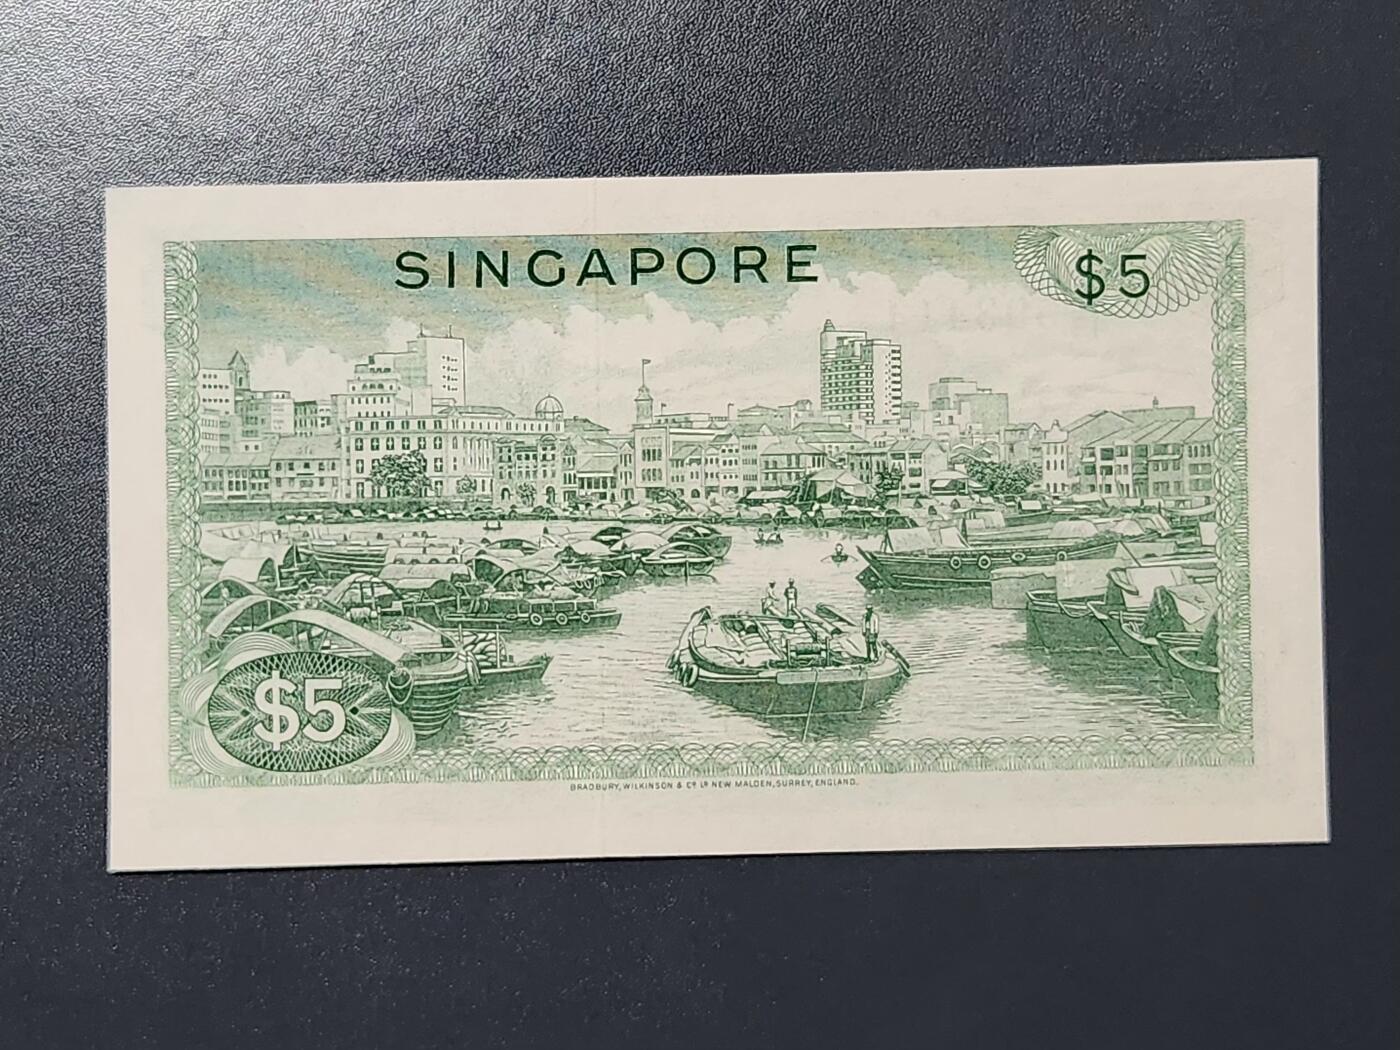 SINGAPORE
$5
$5
BRADBURY, WILKINSON & Cº Lº NEW MALDEN, SURREY, ENGLAND.